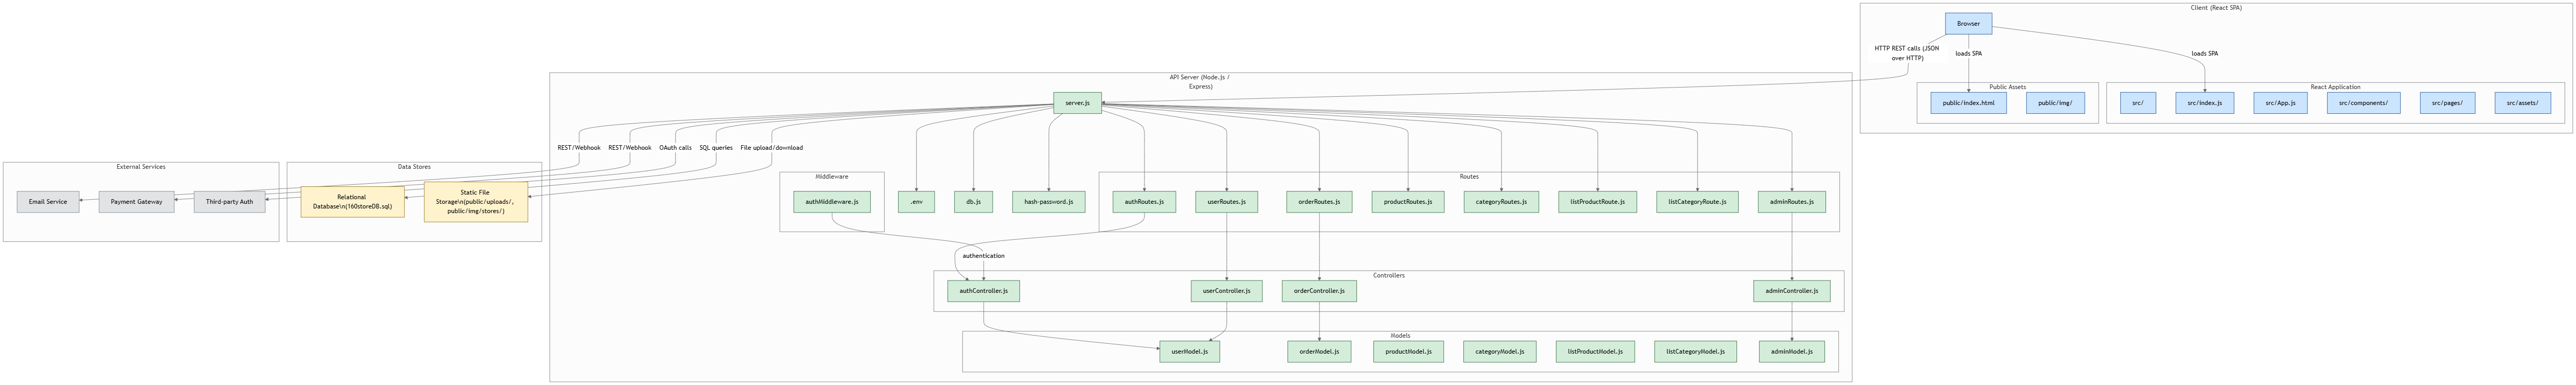 Client (React SPA)
Browser
HTTP REST calls (JSON
over HTTP)
loads SPA
loads SPA
Public Assets
public/index.html
public/img/
React Application
src/
src/index.js
src/App.js
src/components/
src/pages/
src/assets/
API Server (Node.js /
Express)
server.js
REST/Webhook
REST/Webhook
OAuth calls
SQL queries
File upload/download
External Services
Email Service
Payment Gateway
Third-party Auth
Data Stores
Relational
Database\n(160storeDB.sql)
Static File
Storage\n(public/uploads/,
public/img/stores/)
Middleware
authMiddleware.js
.env
db.js
hash-password.js
Routes
authRoutes.js
userRoutes.js
orderRoutes.js
productRoutes.js
categoryRoutes.js
listProductRoute.js
listCategoryRoute.js
adminRoutes.js
authentication
Controllers
authController.js
userController.js
orderController.js
adminController.js
Models
userModel.js
orderModel.js
productModel.js
categoryModel.js
listProductModel.js
listCategoryModel.js
adminModel.js